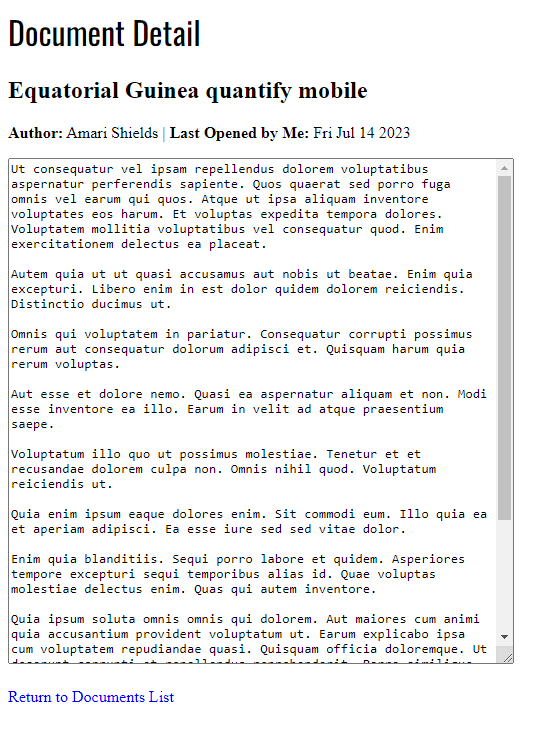 Document Detail
Equatorial Guinea quantify mobile
Author: Amari Shields | Last Opened by Me: Fri Jul 14 2023
Ut consequatur vel ipsam repellendus dolorem voluptatibus
aspernatur perferendis sapiente. Quos quaerat sed porro fuga
omnis vel earum qui quos. Atque ut ipsa aliquam inventore
voluptates eos harum. Et voluptas expedita tempora dolores.
Voluptatem mollitia voluptatibus vel consequatur quod. Enim
exercitationem delectus ea placeat.
Autem quia ut ut quasi accusamus aut nobis ut beatae. Enim quia
excepturi. Libero enim in est dolor quidem dolorem reiciendis.
Distinctio ducimus ut.
Omnis qui voluptatem in pariatur. Consequatur corrupti possimus
rerum aut consequatur dolorum adipisci et. Quisquam harum quia
rerum voluptas.
Aut esse et dolore nemo. Quasi ea aspernatur aliquam et non. Modi
esse inventore ea illo. Earum in velit ad atque praesentium
saepe.
Voluptatum illo quo ut possimus molestiae. Tenetur et et
recusandae dolorem culpa non. Omnis nihil quod. Voluptatum
reiciendis ut.
Quia enim ipsum eaque dolores enim. Sit commodi eum. Illo quia ea
et aperiam adipisci. Ea esse iure sed sed vitae dolor.
Enim quia blanditiis. Sequi porro labore et quidem. Asperiores
tempore excepturi sequi temporibus alias id. Quae voluptas
molestiae delectus enim. Quas qui autem inventore.
Quia ipsum soluta omnis omnis qui dolorem. Aut maiores cum animi
quia accusantium provident voluptatum ut. Earum explicabo ipsa
cum voluptatem repudiandae quasi. Quisquam officia doloremque. Ut
Return to Documents List